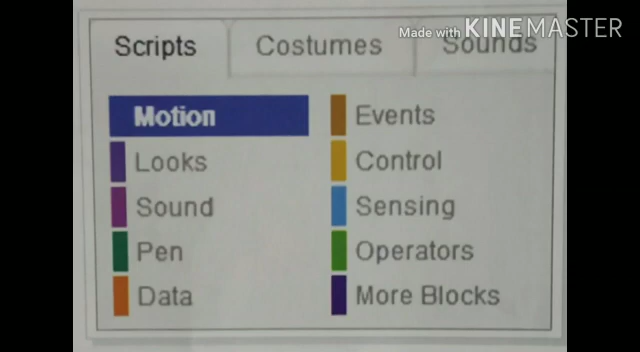 Made with KINEMASTER
Scripts Costumes Sounds
Motion Events
Looks Control
Sound Sensing
Pen Operators
Data More Blocks